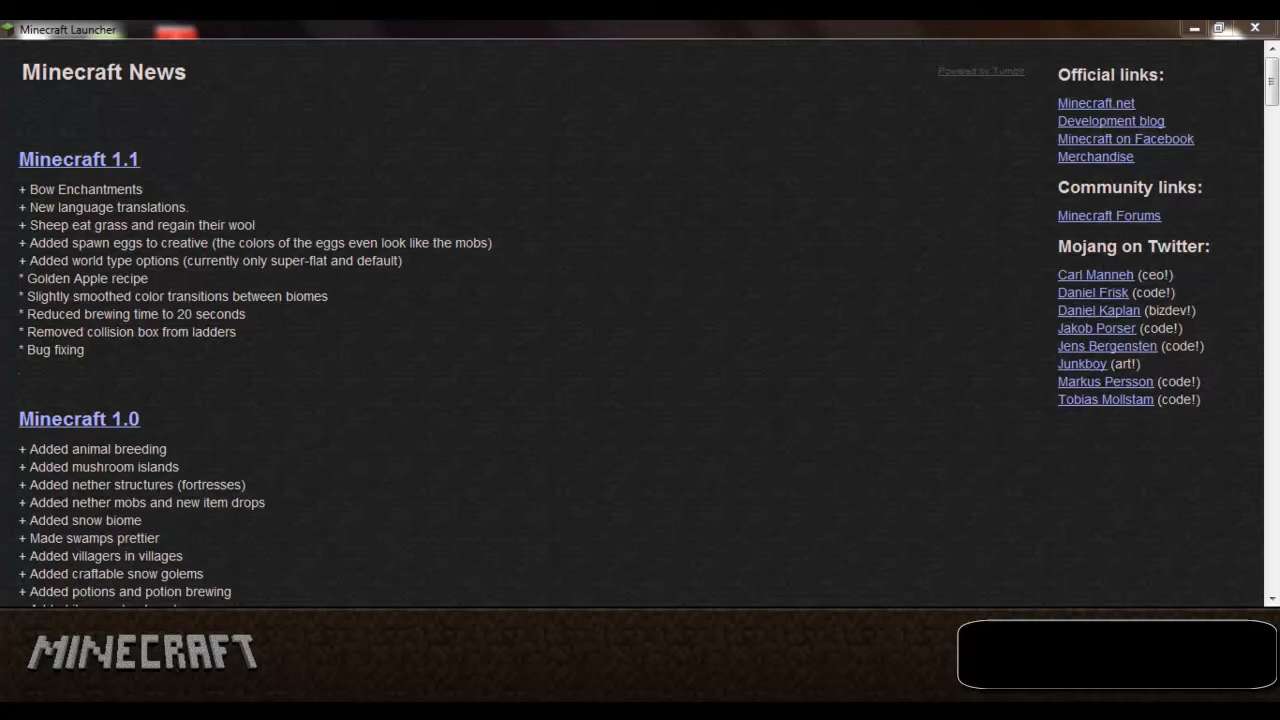 Minecraft Launcher
Minecraft News
Powered by Tumblr
Minecraft 1.1
+ Bow Enchantments
+ New language translations.
+ Sheep eat grass and regain their wool
+ Added spawn eggs to creative (the colors of the eggs even look like the mobs)
+ Added world type options (currently only super-flat and default)
* Golden Apple recipe
* Slightly smoothed color transitions between biomes
* Reduced brewing time to 20 seconds
* Removed collision box from ladders
* Bug fixing
Minecraft 1.0
+ Added animal breeding
+ Added mushroom islands
+ Added nether structures (fortresses)
+ Added nether mobs and new item drops
+ Added snow biome
+ Made swamps prettier
+ Added villagers in villages
+ Added craftable snow golems
+ Added potions and potion brewing
Official links:
Minecraft.net
Development blog
Minecraft on Facebook
Merchandise
Community links:
Minecraft Forums
Mojang on Twitter:
Carl Manneh (ceo!)
Daniel Frisk (code!)
Daniel Kaplan (bizdev!)
Jakob Porser (code!)
Jens Bergensten (code!)
Junkboy (art!)
Markus Persson (code!)
Tobias Mollstam (code!)
MINECRAFT